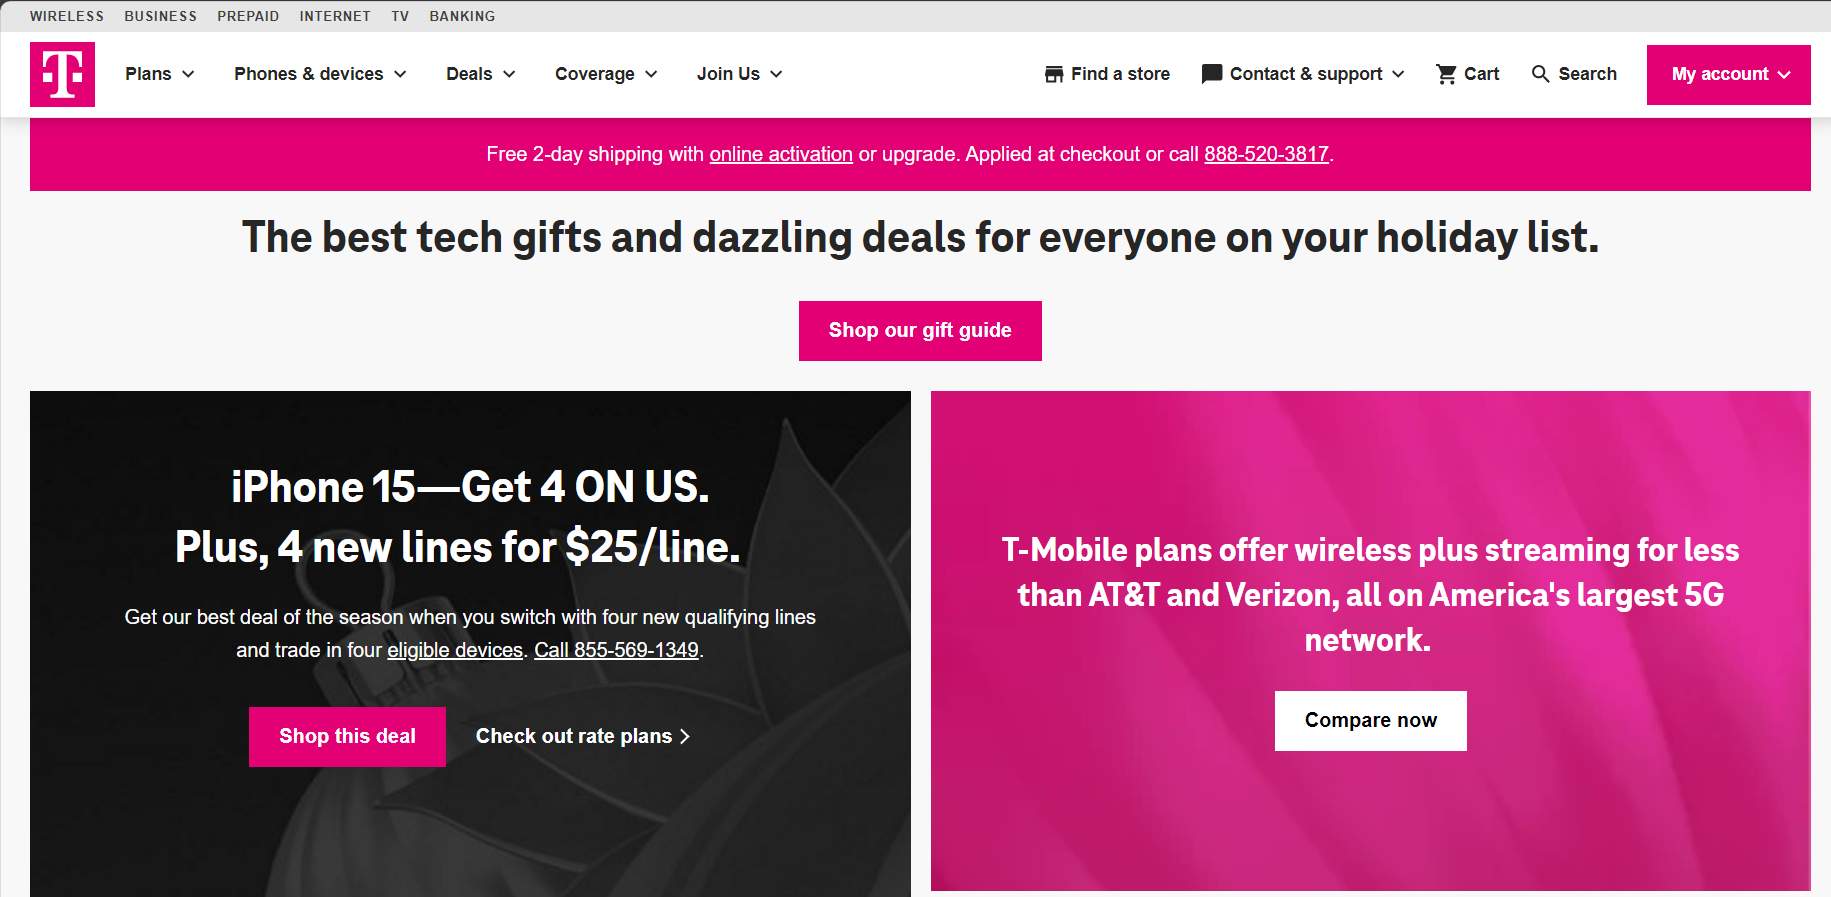 WIRELESS BUSINESS PREPAID INTERNET TV BANKING
T Plans Phones & devices Deals Coverage Join Us Find a store Contact & support Cart Search My account
Free 2-day shipping with online activation or upgrade. Applied at checkout or call 888-520-3817.
The best tech gifts and dazzling deals for everyone on your holiday list.
Shop our gift guide
iPhone 15—Get 4 ON US.
Plus, 4 new lines for $25/line.
Get our best deal of the season when you switch with four new qualifying lines
and trade in four eligible devices. Call 855-569-1349.
Shop this deal Check out rate plans
T-Mobile plans offer wireless plus streaming for less
than AT&T and Verizon, all on America's largest 5G
network.
Compare now